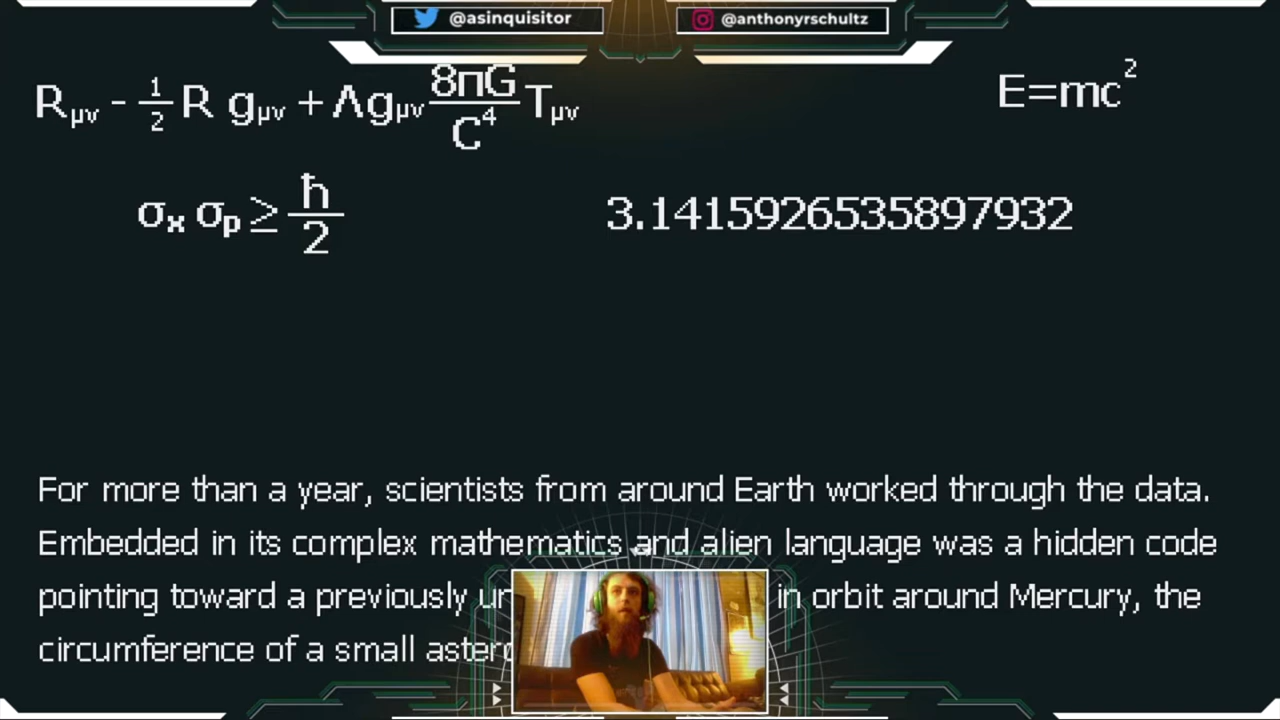 @asinquisitor
@anthonyrschultz
Rμν - 1/2 R gμν + Λgμν 8πG/C⁴ Tμν
E=mc²
σx σp ≥ ħ/2
3.1415926535897932
For more than a year, scientists from around Earth worked through the data.
Embedded in its complex mathematics and alien language was a hidden code
pointing toward a previously in orbit around Mercury, the
circumference of a small